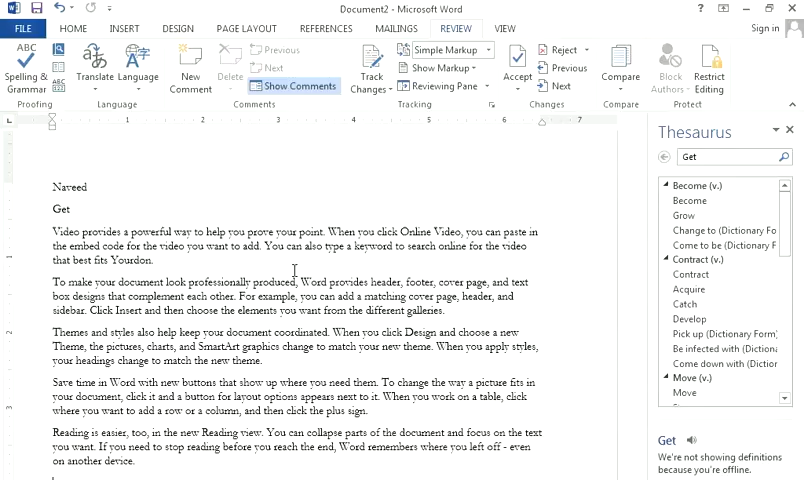 Document2 - Microsoft Word
FILE HOME INSERT DESIGN PAGE LAYOUT REFERENCES MAILINGS REVIEW VIEW Sign in
ABC Spelling & Grammar
Translate Language
New Comment
Delete
Previous
Next
Show Comments
Track Changes
Simple Markup
Show Markup
Reviewing Pane
Accept
Reject
Previous
Next
Compare
Block Authors
Restrict Editing
Proofing Language Comments Tracking Changes Compare Protect
1 2 3 4 5 6 7
Naveed
Get
Video provides a powerful way to help you prove your point. When you click Online Video, you can paste in
the embed code for the video you want to add. You can also type a keyword to search online for the video
that best fits Yourdon.
To make your document look professionally produced, Word provides header, footer, cover page, and text
box designs that complement each other. For example, you can add a matching cover page, header, and
sidebar. Click Insert and then choose the elements you want from the different galleries.
Themes and styles also help keep your document coordinated. When you click Design and choose a new
Theme, the pictures, charts, and SmartArt graphics change to match your new theme. When you apply styles,
your headings change to match the new theme.
Save time in Word with new buttons that show up where you need them. To change the way a picture fits in
your document, click it and a button for layout options appears next to it. When you work on a table, click
where you want to add a row or a column, and then click the plus sign.
Reading is easier, too, in the new Reading view. You can collapse parts of the document and focus on the text
you want. If you need to stop reading before you reach the end, Word remembers where you left off - even
on another device.
Thesaurus
Get
Become (v.)
Become
Grow
Change to (Dictionary Fo
Come to be (Dictionary F
Contract (v.)
Contract
Acquire
Catch
Develop
Pick up (Dictionary Form)
Be infected with (Dictiona
Come down with (Diction
Move (v.)
Move
Get
We're not showing definitions
because you're offline.